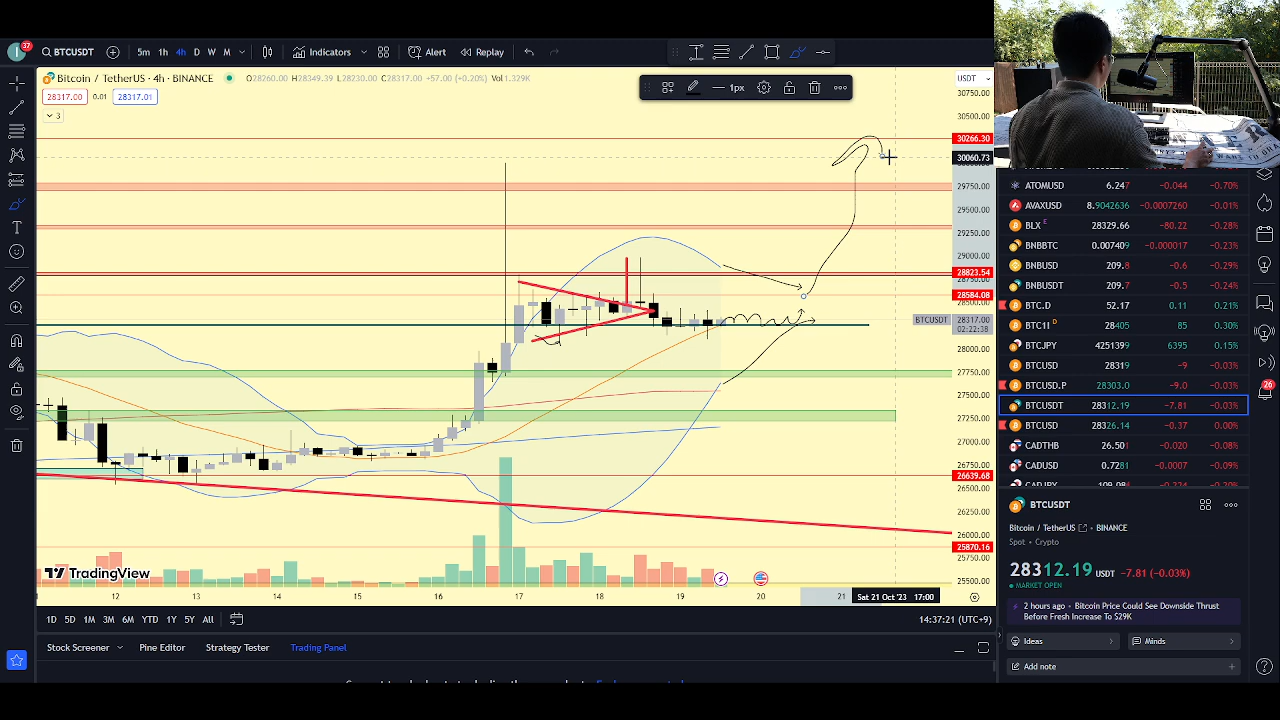 I 37 BTCUSDT 5m 1h 4h D W M Indicators Alert Replay
Bitcoin / TetherUS · 4h · BINANCE O28260.00 H28349.39 L28230.00 C28317.00 +57.00 (+0.20%) Vol1.329K
28317.00 0.01 28317.01
3
1px
USDT
30750.00
30500.00
30266.30
30060.73
29750.00
29500.00
29250.00
29000.00
28823.54
28584.08
BTCUSDT 28317.00
02:22:38
28000.00
27750.00
27500.00
27250.00
27000.00
26750.00
26639.68
26500.00
26250.00
26000.00
25870.16
25750.00
25500.00
TradingView
12 13 14 15 16 17 18 19 20 21 Sat 21 Oct '23 17:00
1D 5D 1M 3M 6M YTD 1Y 5Y All 14:37:21 (UTC+9)
Stock Screener Pine Editor Strategy Tester Trading Panel
WANT TO
ATOMUSD 6.247 −0.044 −0.70%
AVAXUSD 8.9042636 −0.0007260 −0.01%
BLX E 28329.66 −80.22 −0.28%
BNBBTC 0.007409 −0.000017 −0.23%
BNBUSD 209.8 −0.6 −0.29%
BNBUSDT 209.7 −0.5 −0.24%
BTC.D 52.17 0.11 0.21%
BTC1! D 28405 85 0.30%
BTCJPY 4251399 6395 0.15%
BTCUSD 28319 −9 −0.03%
BTCUSD.P 28303.0 −9.0 −0.03%
BTCUSDT 28312.19 −7.81 −0.03%
BTCUSD 28326.14 −0.37 0.00%
CADTHB 26.501 −0.020 −0.08%
CADUSD 0.7281 −0.0007 −0.09%
26
BTCUSDT
Bitcoin / TetherUS BINANCE
Spot • Crypto
28312.19 USDT −7.81 (−0.03%)
MARKET OPEN
2 hours ago • Bitcoin Price Could See Downside Thrust
Before Fresh Increase To $29K
Ideas Minds
Add note